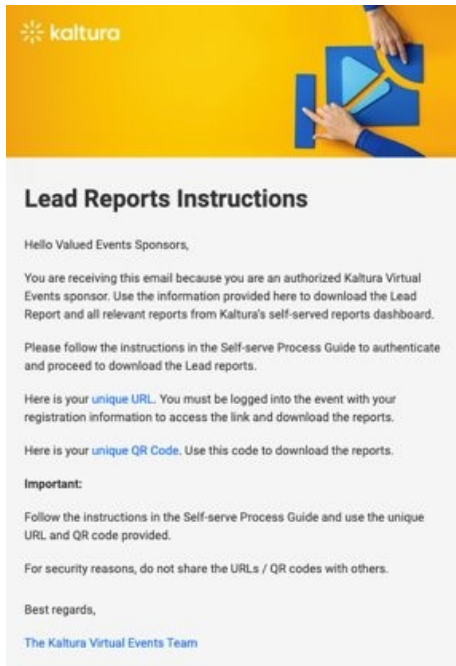 kaltura
Lead Reports Instructions
Hello Valued Events Sponsors,
You are receiving this email because you are an authorized Kaltura Virtual
Events sponsor. Use the information provided here to download the Lead
Report and all relevant reports from Kaltura's self-served reports dashboard.
Please follow the instructions in the Self-serve Process Guide to authenticate
and proceed to download the Lead reports.
Here is your unique URL. You must be logged into the event with your
registration information to access the link and download the reports.
Here is your unique QR Code. Use this code to download the reports.
Important:
Follow the instructions in the Self-serve Process Guide and use the unique
URL and QR code provided.
For security reasons, do not share the URLs / QR codes with others.
Best regards,
The Kaltura Virtual Events Team